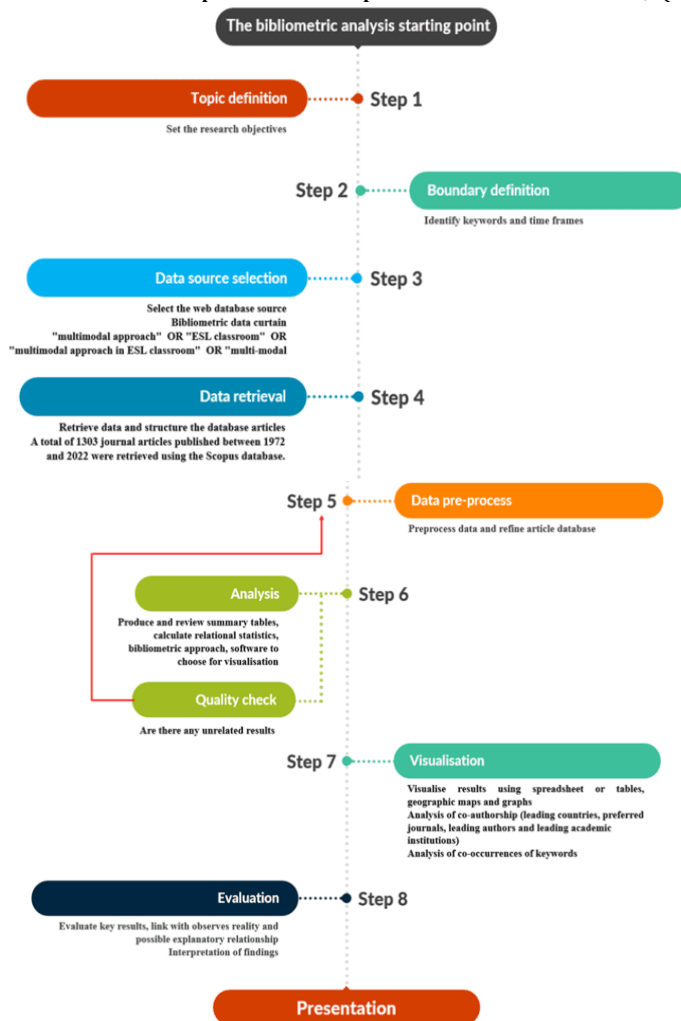 The bibliometric analysis starting point
Topic definition
Step 1
Set the research objectives
Step 2
Boundary definition
Identify keywords and time frames
Data source selection
Step 3
Select the web database source
Bibliometric data curtain
"multimodal approach" OR "ESL classroom" OR
"multimodal approach in ESL classroom" OR "multi-modal
Data retrieval
Step 4
Retrieve data and structure the database articles
A total of 1303 journal articles published between 1972
and 2022 were retrieved using the Scopus database.
Step 5
Data pre-process
Preprocess data and refine article database
Analysis
Step 6
Produce and review summary tables,
calculate relational statistics,
bibliometric approach, software to
choose for visualisation
Quality check
Are there any unrelated results
Step 7
Visualisation
Visualise results using spreadsheet or tables,
geographic maps and graphs
Analysis of co-authorship (leading countries, preferred
journals, leading authors and leading academic
institutions)
Analysis of co-occurrences of keywords
Evaluation
Step 8
Evaluate key results, link with observes reality and
possible explanatory relationship
Interpretation of findings
Presentation